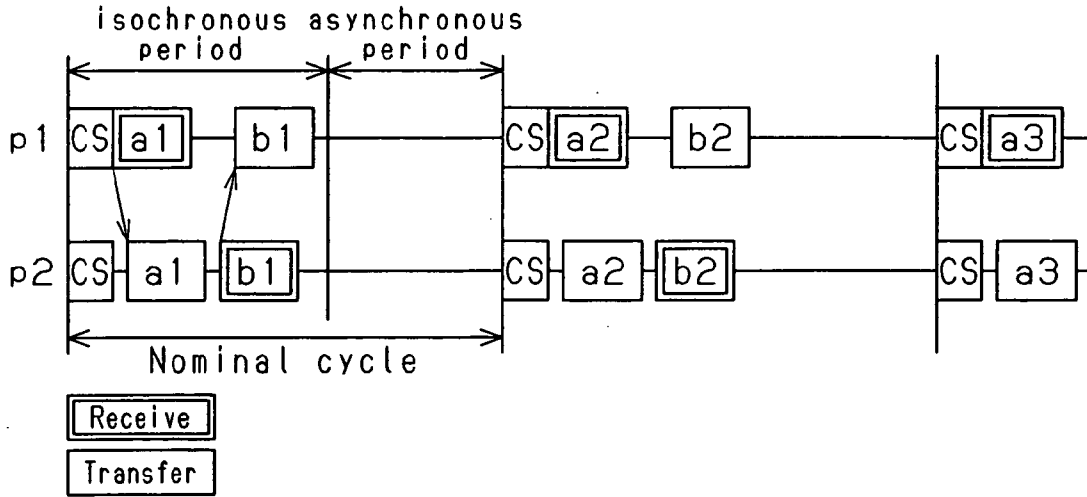 isochronous asynchronous
period period
p1 CS a1 b1 CS a2 b2 CS a3
p2 CS a1 b1 CS a2 b2 CS a3
Nominal cycle
Receive
Transfer